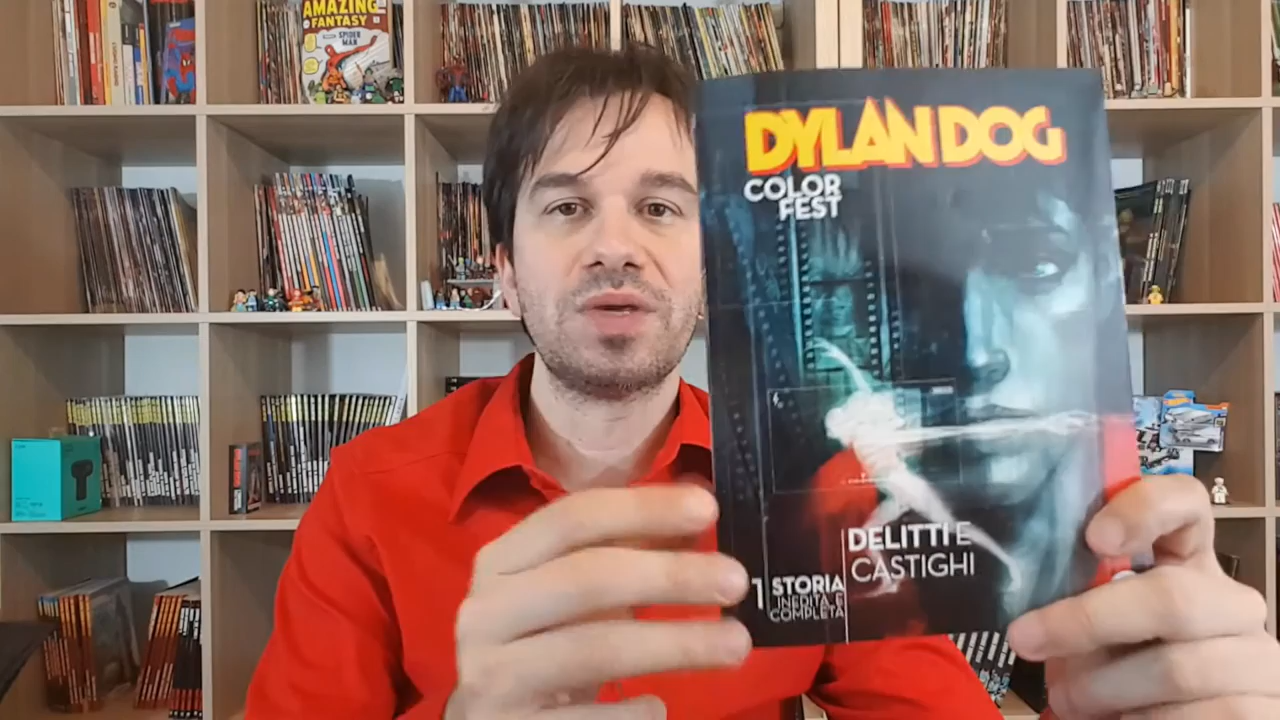 AMAZING
FANTASY
SPIDER
MAN
DYLAN DOG
COLOR
FEST
DELITTI E
CASTIGHI
1 STORIA
INEDITA E
COMPLETA